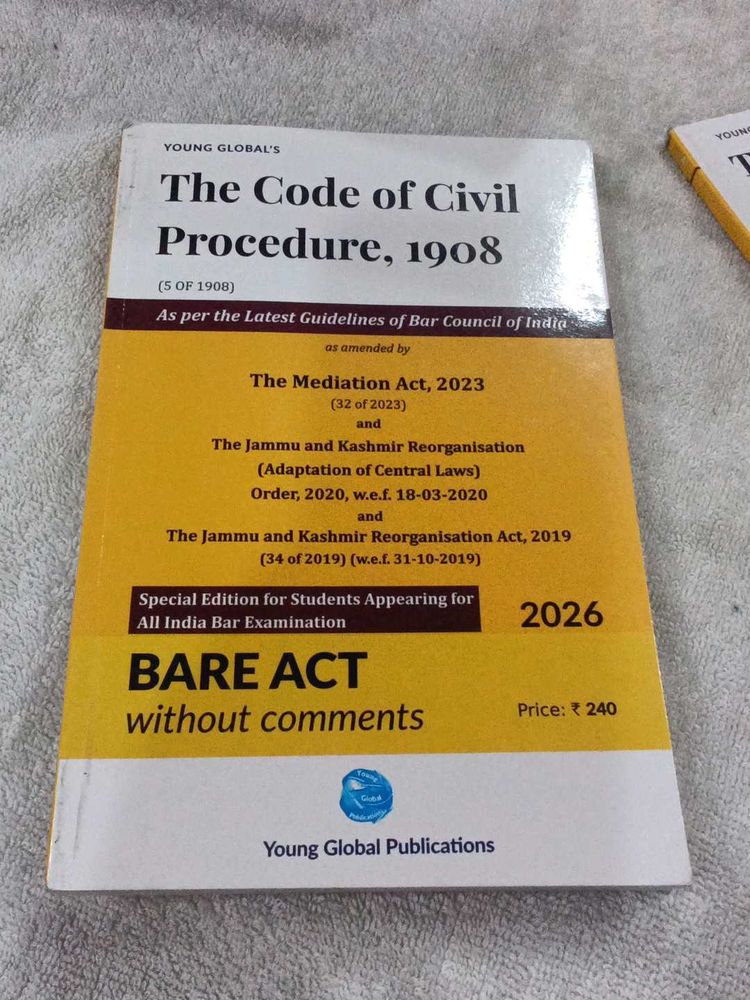 YOUNG GLOBAL'S
The Code of Civil
Procedure, 1908
(5 OF 1908)
As per the Latest Guidelines of Bar Council of India
as amended by
The Mediation Act, 2023
(32 of 2023)
and
The Jammu and Kashmir Reorganisation
(Adaptation of Central Laws)
Order, 2020, w.e.f. 18-03-2020
and
The Jammu and Kashmir Reorganisation Act, 2019
(34 of 2019) (w.e.f. 31-10-2019)
Special Edition for Students Appearing for
All India Bar Examination
2026
BARE ACT
without comments
Price: ₹ 240
Young
Global
Publications
Young Global Publications